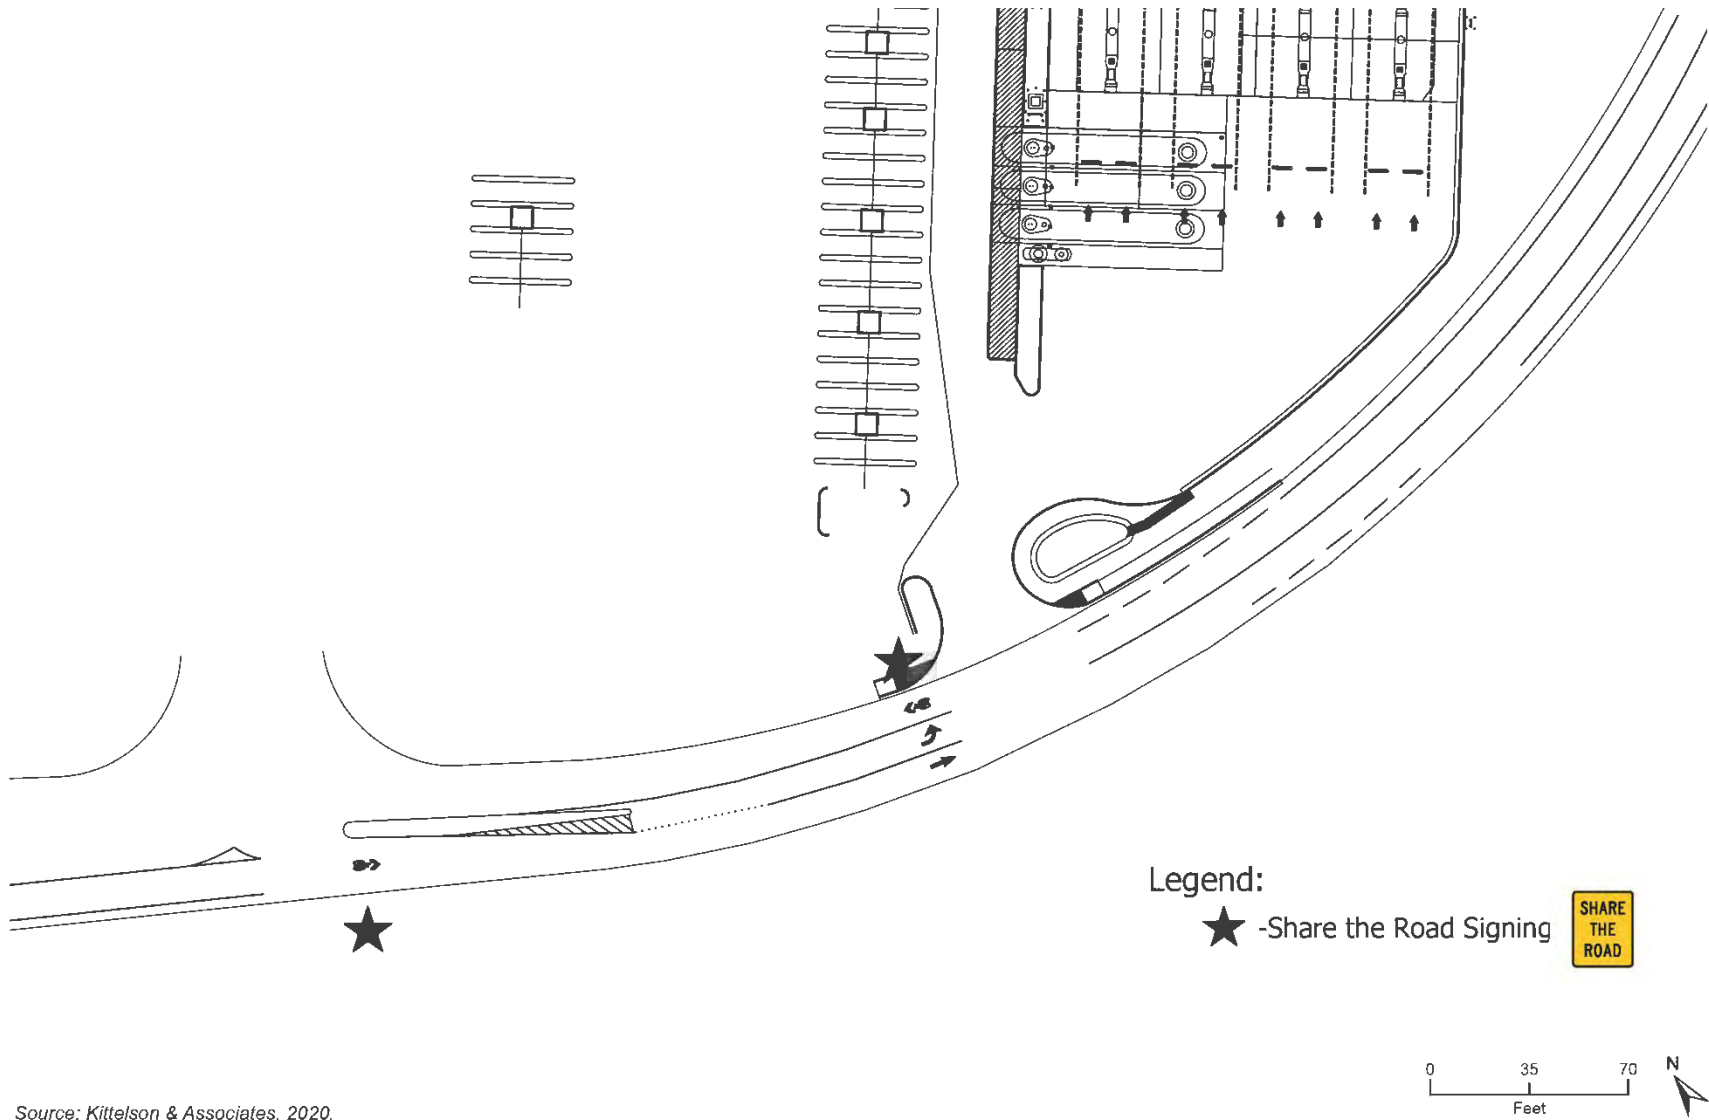 Legend:
-Share the Road Signing
SHARE
THE
ROAD
0 35 70
Feet
N
Source: Kittelson & Associates, 2020.